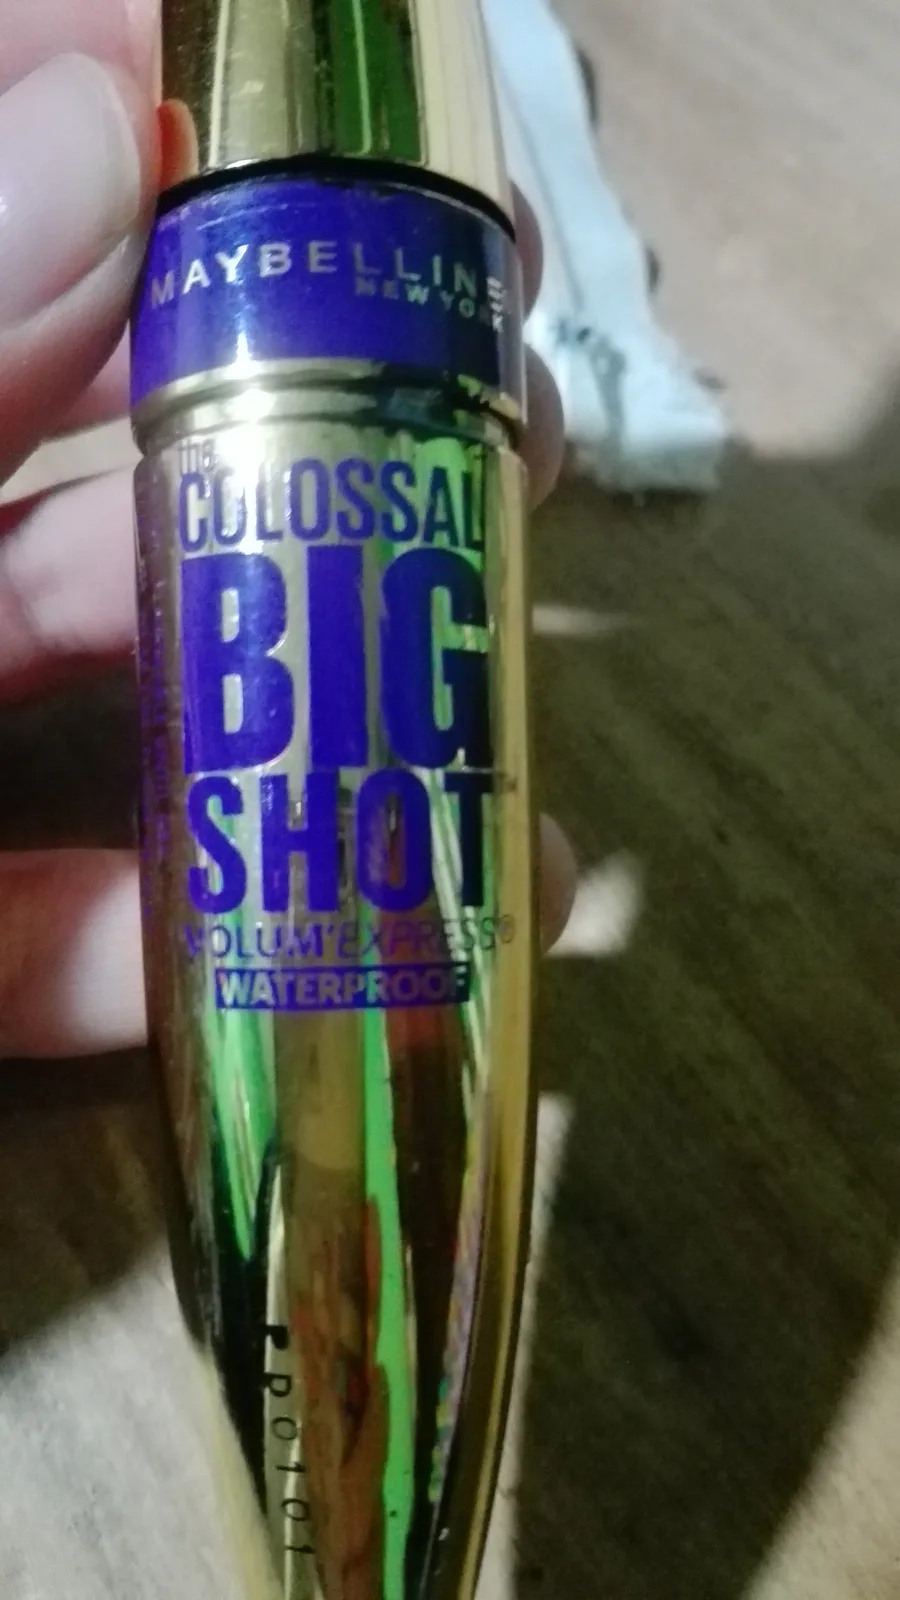 MAYBELLINE
NEW YORK
the
COLOSSAL
BIG
SHOT
VOLUM'EXPRESS®
WATERPROOF